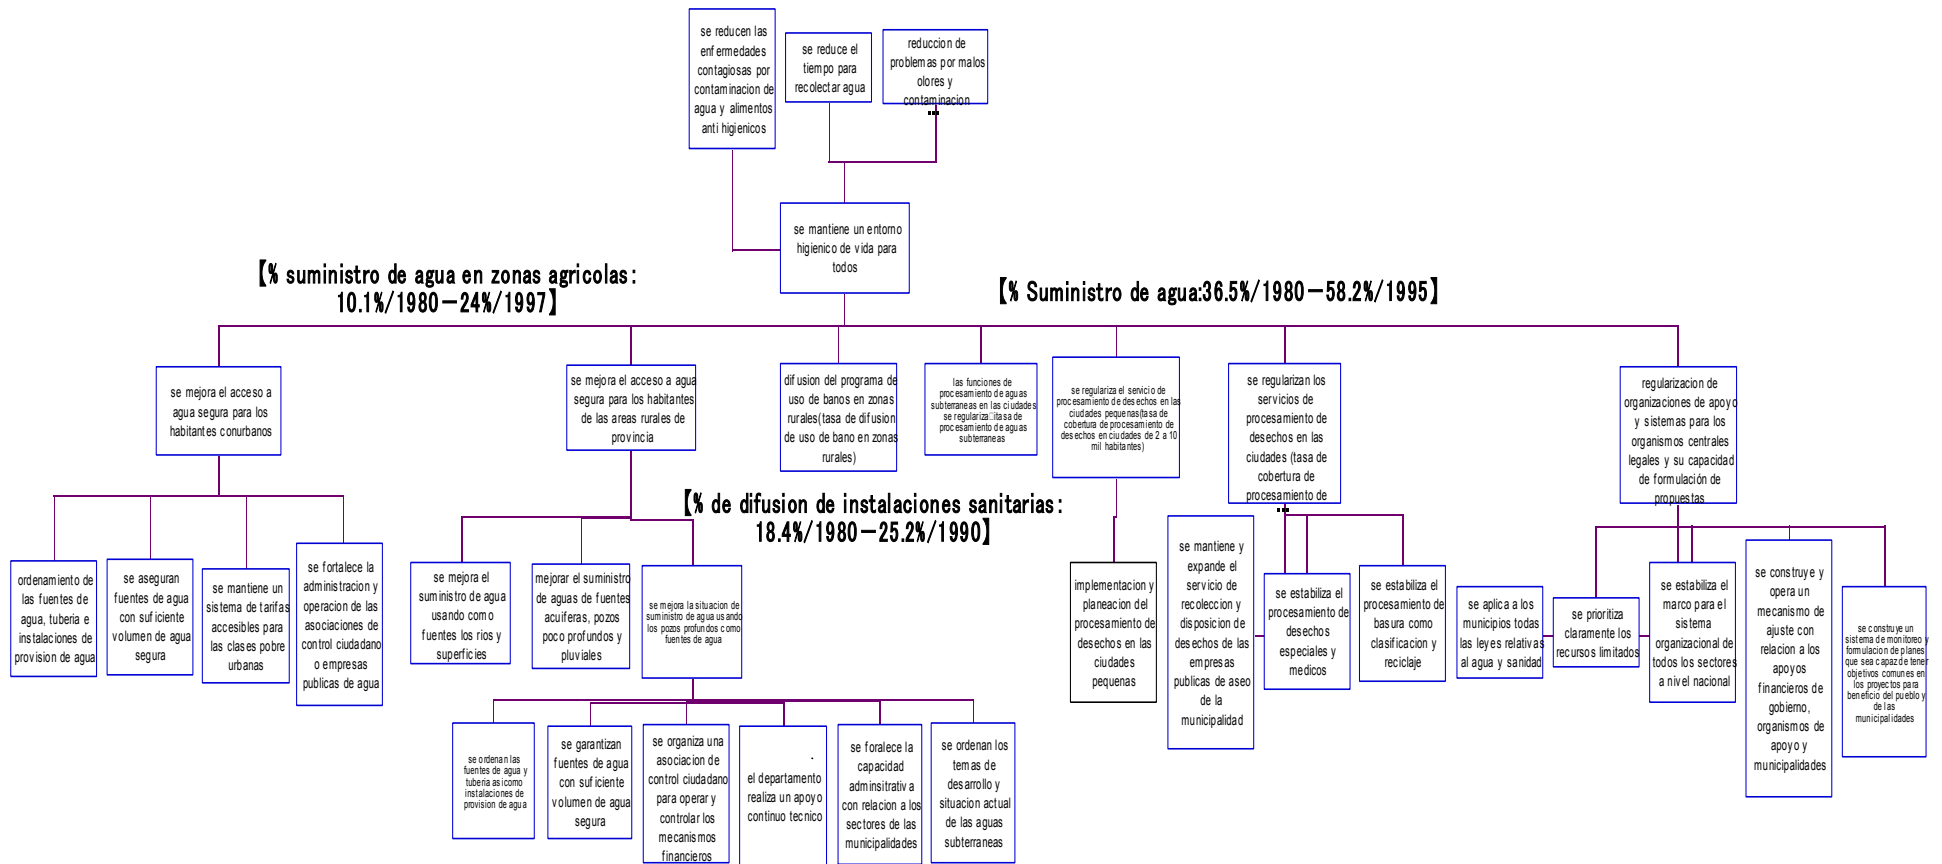 se reducen las
enfermedades
contagiosas por
contaminacion de
agua y alimentos
anti higienicos
se reduce el
tiempo para
recolectar agua
reduccion de
problemas por malos
olores y
contaminacion
se mantiene un entorno
higienico de vida para
todos
【% suministro de agua en zonas agricolas:
10.1%/1980－24%/1997】
【% Suministro de agua:36.5%/1980－58.2%/1995】
se mejora el acceso a
agua segura para los
habitantes conurbanos
se mejora el acceso a agua
segura para los habitantes
de las areas rurales de
provincia
difusion del programa de
uso de banos en zonas
rurales(tasa de difusion
de uso de bano en zonas
rurales)
las funciones de
procesamiento de aguas
subterraneas en las ciudades
se regulariza□itasa de
procesamiento de aguas
subterraneas
se regulariza el servicio de
procesamiento de desechos en las
ciudades pequenas(tasa de
cobertura de procesamiento de
desechos en ciudades de 2 a 10
mil habitantes)
se regularizan los
servicios de
procesamiento de
desechos en las
ciudades (tasa de
cobertura de
procesamiento de
regularizacion de
organizaciones de apoyo
y sistemas para los
organismos centrales
legales y su capacidad
de formulación de
propuestas
【% de difusion de instalaciones sanitarias:
18.4%/1980－25.2%/1990】
ordenamiento de
las fuentes de
agua, tuberia e
instalaciones de
provision de agua
se aseguran
fuentes de agua
con suficiente
volumen de agua
segura
se mantiene un
sistema de tarifas
accesibles para
las clases pobre
urbanas
se fortalece la
administracion y
operacion de las
asociaciones de
control ciudadano
o empresas
publicas de agua
se mejora el
suministro de agua
usando como
fuentes los rios y
superficies
mejorar el suministro
de aguas de fuentes
acuiferas, pozos
poco profundos y
pluviales
se mejora la situacion de
suministro de agua usando
los pozos profundos como
fuentes de agua
implementacion y
planeacion del
procesamiento de
desechos en las
ciudades
pequenas
se mantiene y
expande el
servicio de
recoleccion y
disposicion de
desechos de las
empresas
publicas de aseo
de la
municipalidad
se estabiliza el
procesamiento de
desechos
especiales y
medicos
se estabiliza el
procesamiento de
basura como
clasificacion y
reciclaje
se aplica a los
municipios todas
las leyes relativas
al agua y sanidad
se prioritiza
claramente los
recursos limitados
se estabiliza el
marco para el
sistema
organizacional de
todos los sectores
a nivel nacional
se construye y
opera un
mecanismo de
ajuste con
relacion a los
apoyos
financieros de
gobierno,
organismos de
apoyo y
municipalidades
se construye un
sistema de monitoreo y
formulacion de planes
que sea capaz de tener
objetivos comunes en
los proyectos para
beneficio del pueblo y
de las
municipalidades
se ordenan las
fuentes de agua y
tuberia asi como
instalaciones de
provision de agua
se garantizan
fuentes de agua
con suficiente
volumen de agua
segura
se organiza una
asociacion de
control ciudadano
para operar y
controlar los
mecanismos
financieros
.
el departamento
realiza un apoyo
continuo tecnico
se foralece la
capacidad
adminsitrativa
con relacion a los
sectores de las
municipalidades
se ordenan los
temas de
desarrollo y
situacion actual
de las aguas
subterraneas